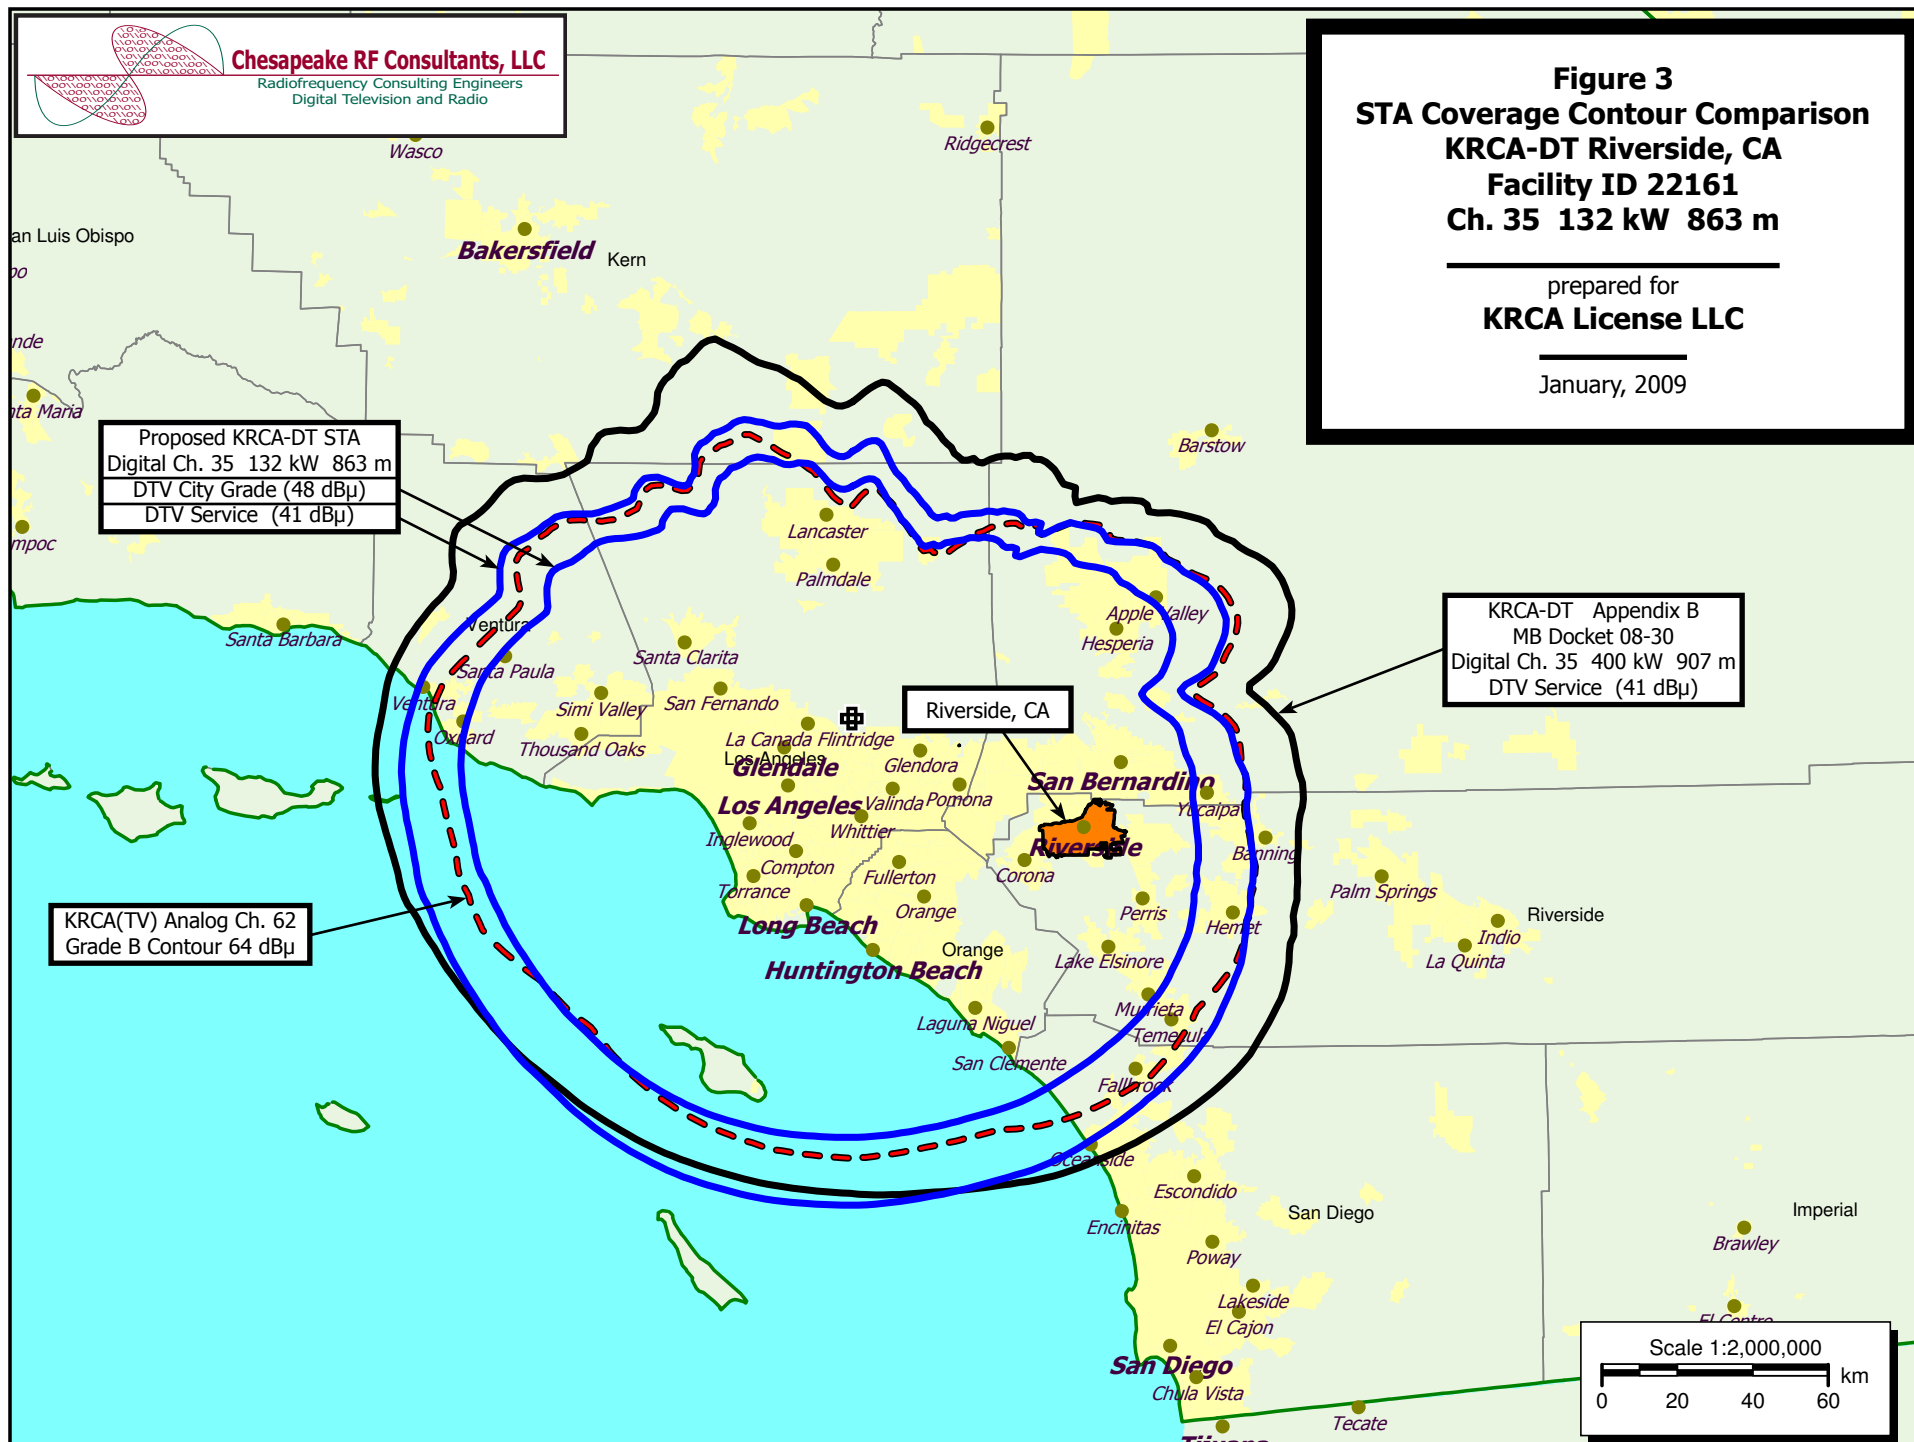 Chesapeake RF Consultants, LLC
Radiofrequency Consulting Engineers
Digital Television and Radio
Figure 3
STA Coverage Contour Comparison
KRCA-DT Riverside, CA
Facility ID 22161
Ch. 35 132 kW 863 m
prepared for
KRCA License LLC
January, 2009
Wasco
Ridgecrest
an Luis Obispo
po
Bakersfield
Kern
nde
nta Maria
Barstow
Proposed KRCA-DT STA
Digital Ch. 35 132 kW 863 m
DTV City Grade (48 dBµ)
DTV Service (41 dBµ)
mpoc
Lancaster
Palmdale
Santa Barbara
Ventura
Santa Paula
Santa Clarita
Apple Valley
Hesperia
KRCA-DT Appendix B
MB Docket 08-30
Digital Ch. 35 400 kW 907 m
DTV Service (41 dBµ)
Ventura
Oxnard
Simi Valley
Thousand Oaks
San Fernando
Riverside, CA
La Canada Flintridge
Los Angeles
Glendale
Glendora
San Bernardino
Los Angeles
Valinda
Pomona
Yucaipa
Inglewood
Whittier
Riverside
Banning
Compton
Torrance
Fullerton
Corona
Palm Springs
Orange
Perris
Hemet
Riverside
Indio
La Quinta
KRCA(TV) Analog Ch. 62
Grade B Contour 64 dBµ
Long Beach
Huntington Beach
Orange
Lake Elsinore
Laguna Niguel
Murrieta
Temecula
San Clemente
Fallbrook
Oceanside
Escondido
Encinitas
San Diego
Imperial
Poway
Brawley
Lakeside
El Cajon
El Centro
San Diego
Chula Vista
Tecate
Tijuana
Scale 1:2,000,000
km
0 20 40 60